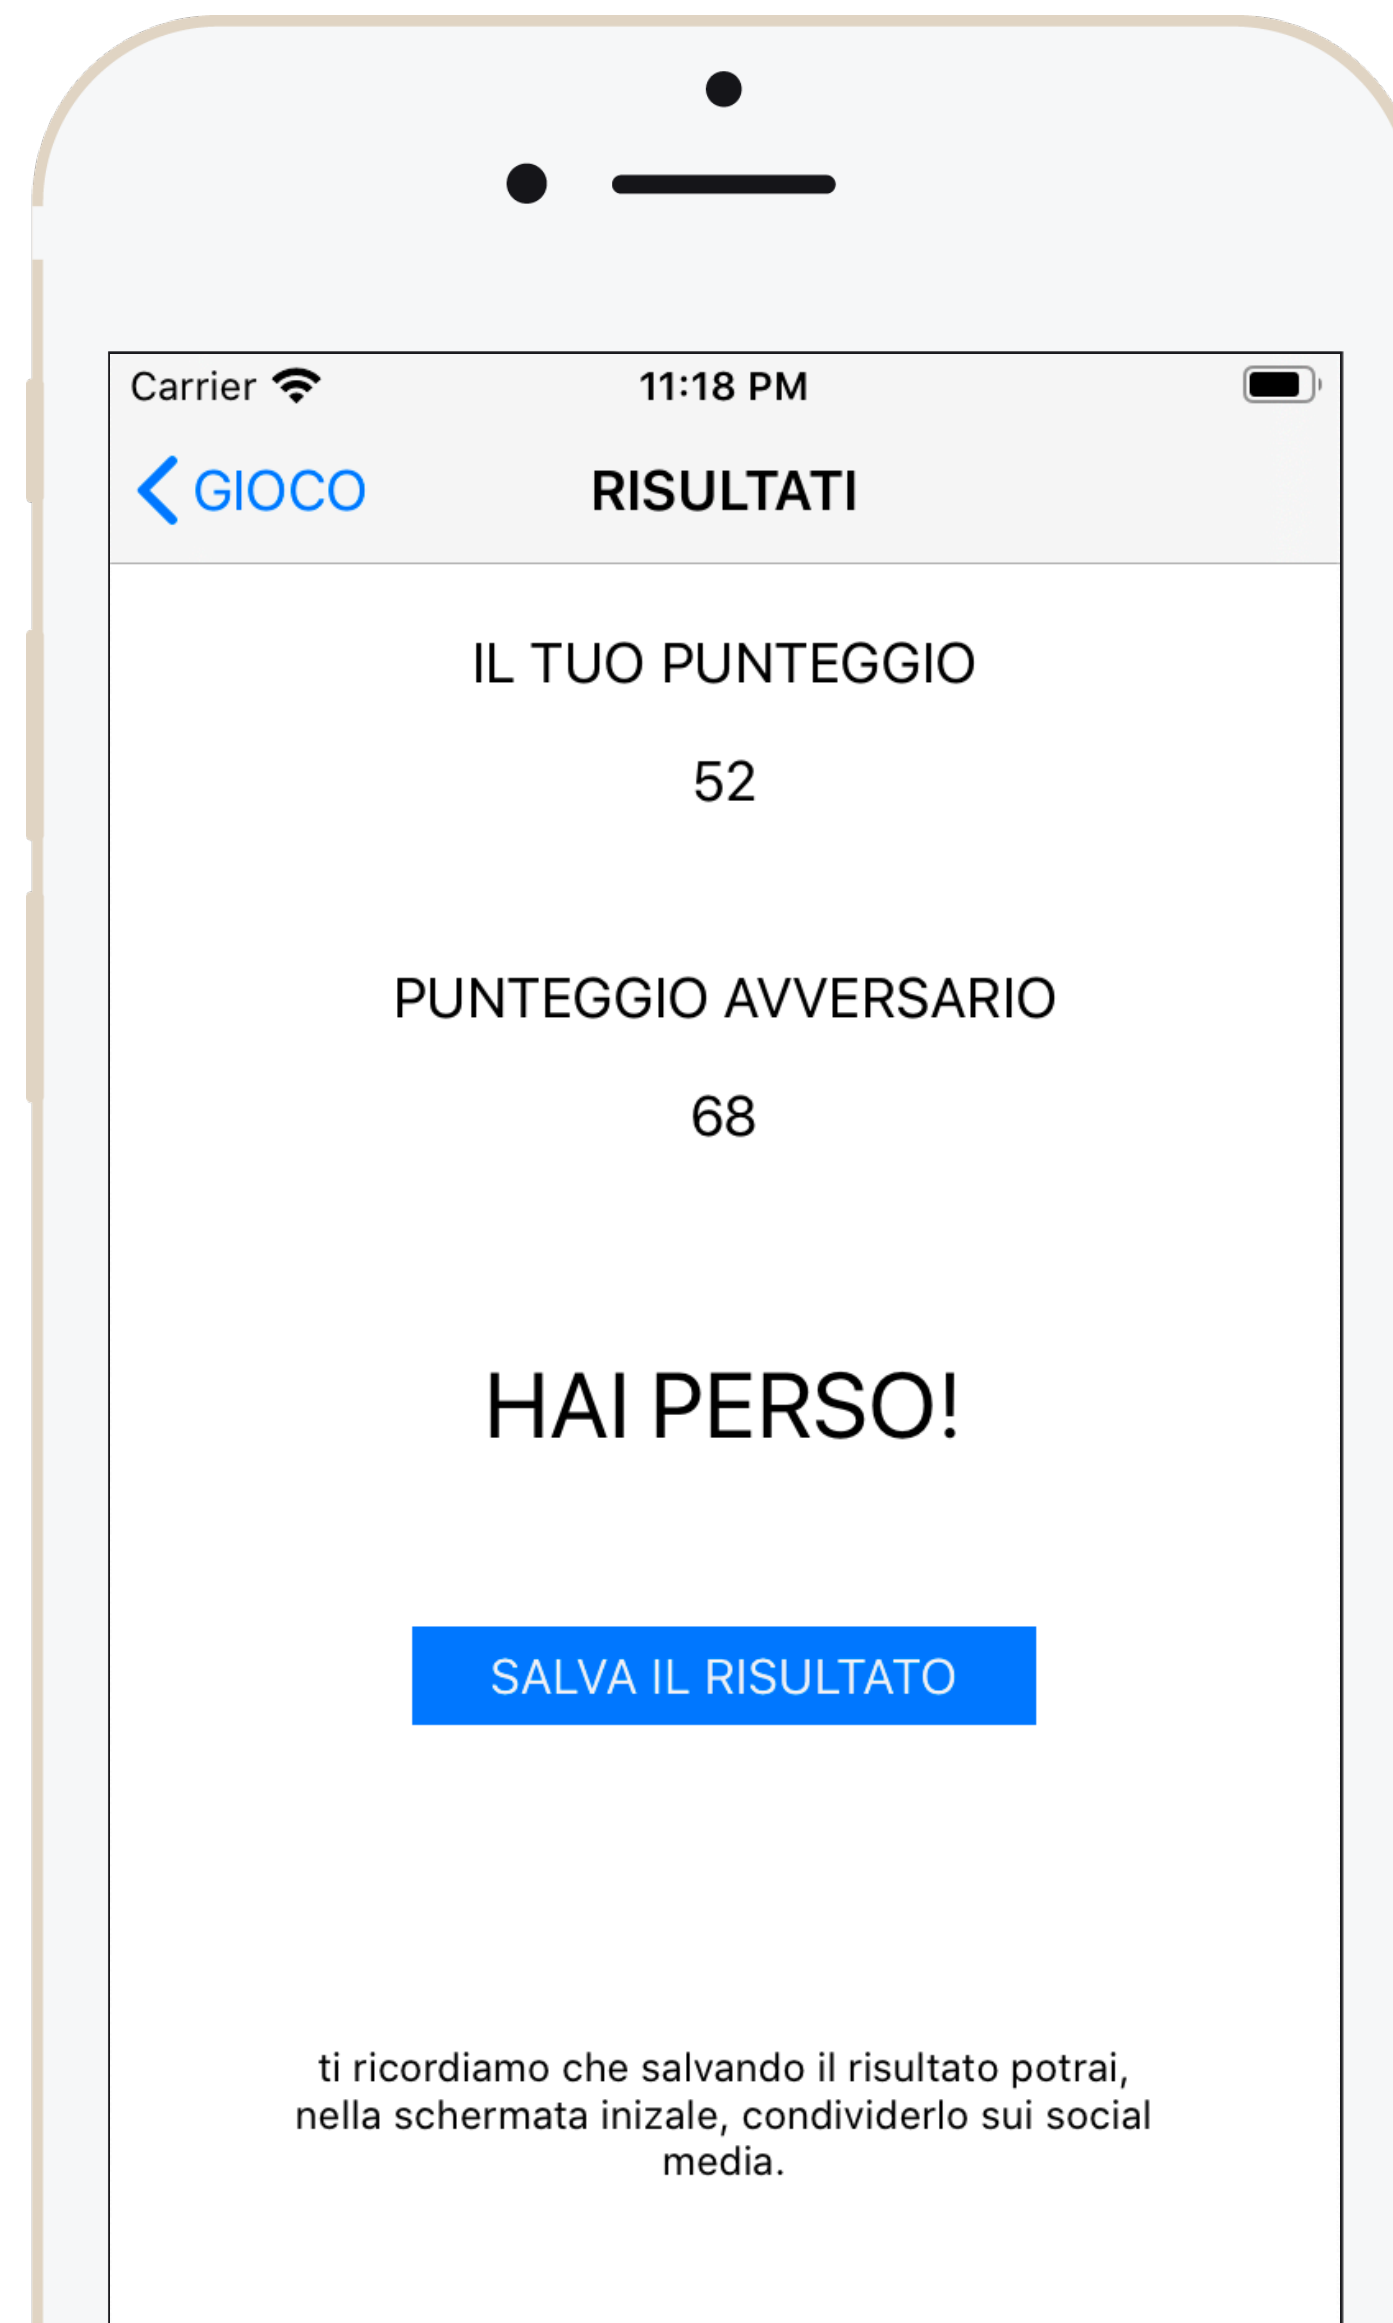 Carrier 11:18 PM
GIOCO RISULTATI
IL TUO PUNTEGGIO
52
PUNTEGGIO AVVERSARIO
68
HAI PERSO!
SALVA IL RISULTATO
ti ricordiamo che salvando il risultato potrai,
nella schermata inizale, condividerlo sui social
media.